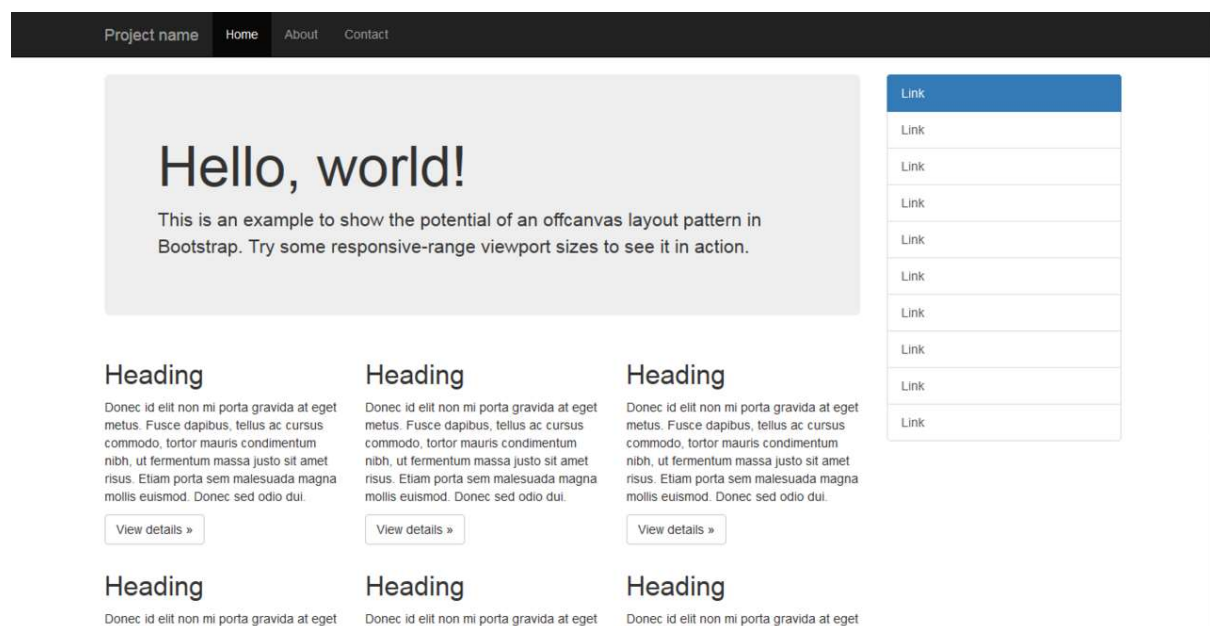 Project name Home About Contact
Hello, world!
This is an example to show the potential of an offcanvas layout pattern in
Bootstrap. Try some responsive-range viewport sizes to see it in action.
Heading
Donec id elit non mi porta gravida at eget
metus. Fusce dapibus, tellus ac cursus
commodo, tortor mauris condimentum
nibh, ut fermentum massa justo sit amet
risus. Etiam porta sem malesuada magna
mollis euismod. Donec sed odio dui.
View details »
Heading
Donec id elit non mi porta gravida at eget
metus. Fusce dapibus, tellus ac cursus
commodo, tortor mauris condimentum
nibh, ut fermentum massa justo sit amet
risus. Etiam porta sem malesuada magna
mollis euismod. Donec sed odio dui.
View details »
Heading
Donec id elit non mi porta gravida at eget
metus. Fusce dapibus, tellus ac cursus
commodo, tortor mauris condimentum
nibh, ut fermentum massa justo sit amet
risus. Etiam porta sem malesuada magna
mollis euismod. Donec sed odio dui.
View details »
Heading
Donec id elit non mi porta gravida at eget
Heading
Donec id elit non mi porta gravida at eget
Heading
Donec id elit non mi porta gravida at eget
Link
Link
Link
Link
Link
Link
Link
Link
Link
Link